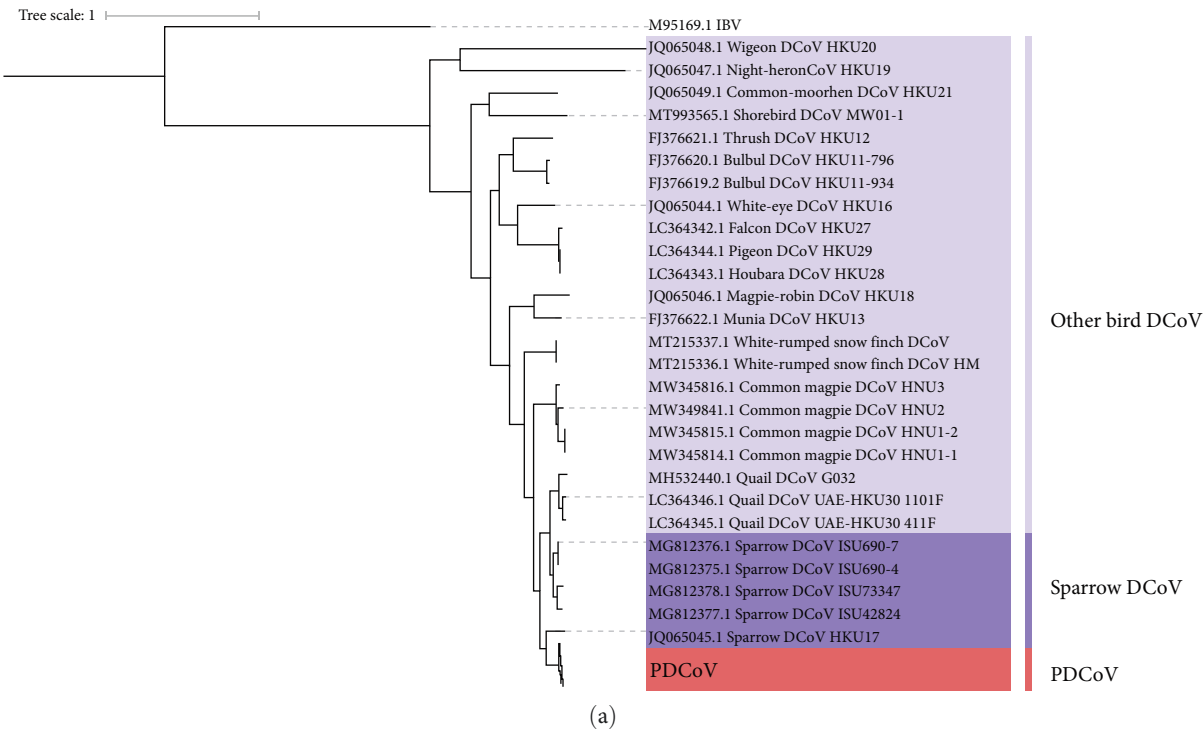 Tree scale: 1
M95169.1 IBV
JQ065048.1 Wigeon DCoV HKU20
JQ065047.1 Night-heronCoV HKU19
JQ065049.1 Common-moorhen DCoV HKU21
MT993565.1 Shorebird DCoV MW01-1
FJ376621.1 Thrush DCoV HKU12
FJ376620.1 Bulbul DCoV HKU11-796
FJ376619.2 Bulbul DCoV HKU11-934
JQ065044.1 White-eye DCoV HKU16
LC364342.1 Falcon DCoV HKU27
LC364344.1 Pigeon DCoV HKU29
LC364343.1 Houbara DCoV HKU28
JQ065046.1 Magpie-robin DCoV HKU18
FJ376622.1 Munia DCoV HKU13
MT215337.1 White-rumped snow finch DCoV
MT215336.1 White-rumped snow finch DCoV HM
MW345816.1 Common magpie DCoV HNU3
MW349841.1 Common magpie DCoV HNU2
MW345815.1 Common magpie DCoV HNU1-2
MW345814.1 Common magpie DCoV HNU1-1
MH532440.1 Quail DCoV G032
LC364346.1 Quail DCoV UAE-HKU30 1101F
LC364345.1 Quail DCoV UAE-HKU30 411F
MG812376.1 Sparrow DCoV ISU690-7
MG812375.1 Sparrow DCoV ISU690-4
MG812378.1 Sparrow DCoV ISU73347
MG812377.1 Sparrow DCoV ISU42824
JQ065045.1 Sparrow DCoV HKU17
PDCoV
Other bird DCoV
Sparrow DCoV
PDCoV
(a)